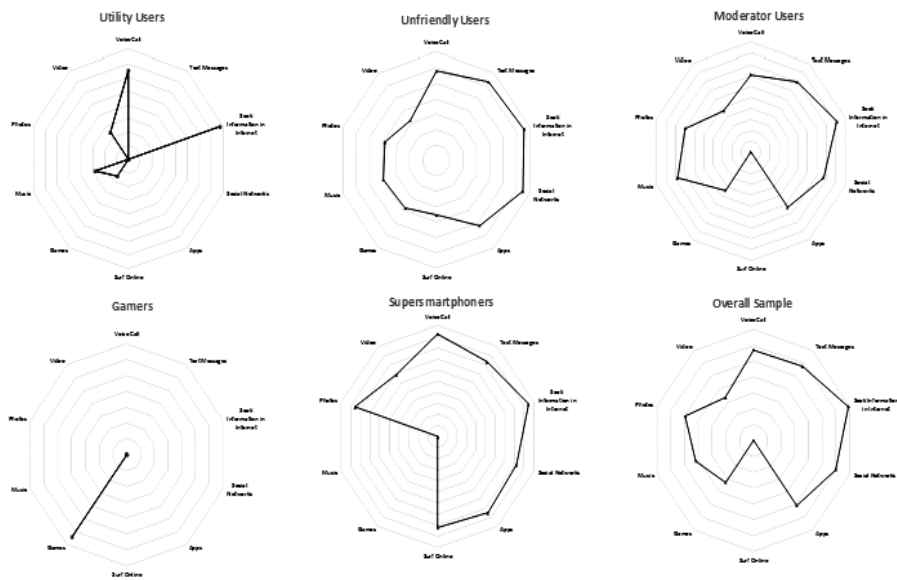 Utility Users
Voice Call
Text Messages
Seek
Information in
Internet
Social Networks
Apps
Surf Online
Games
Music
Photos
Video
Unfriendly Users
Voice Call
Text Messages
Seek
Information in
Internet
Social
Networks
Apps
Surf Online
Games
Music
Photos
Video
Moderator Users
Voice Call
Text Messages
Seek
Information in
Internet
Social
Networks
Apps
Surf Online
Games
Music
Photos
Video
Gamers
Voice Call
Text Messages
Seek
Information in
Internet
Social
Networks
Apps
Surf Online
Games
Music
Photos
Video
Supersmartphoners
Voice Call
Text Messages
Seek
Information in
Internet
Social Networks
Apps
Surf Online
Games
Music
Photos
Video
Overall Sample
Voice Call
Text Messages
Seek Information
in Internet
Social Networks
Apps
Surf Online
Games
Music
Photos
Video